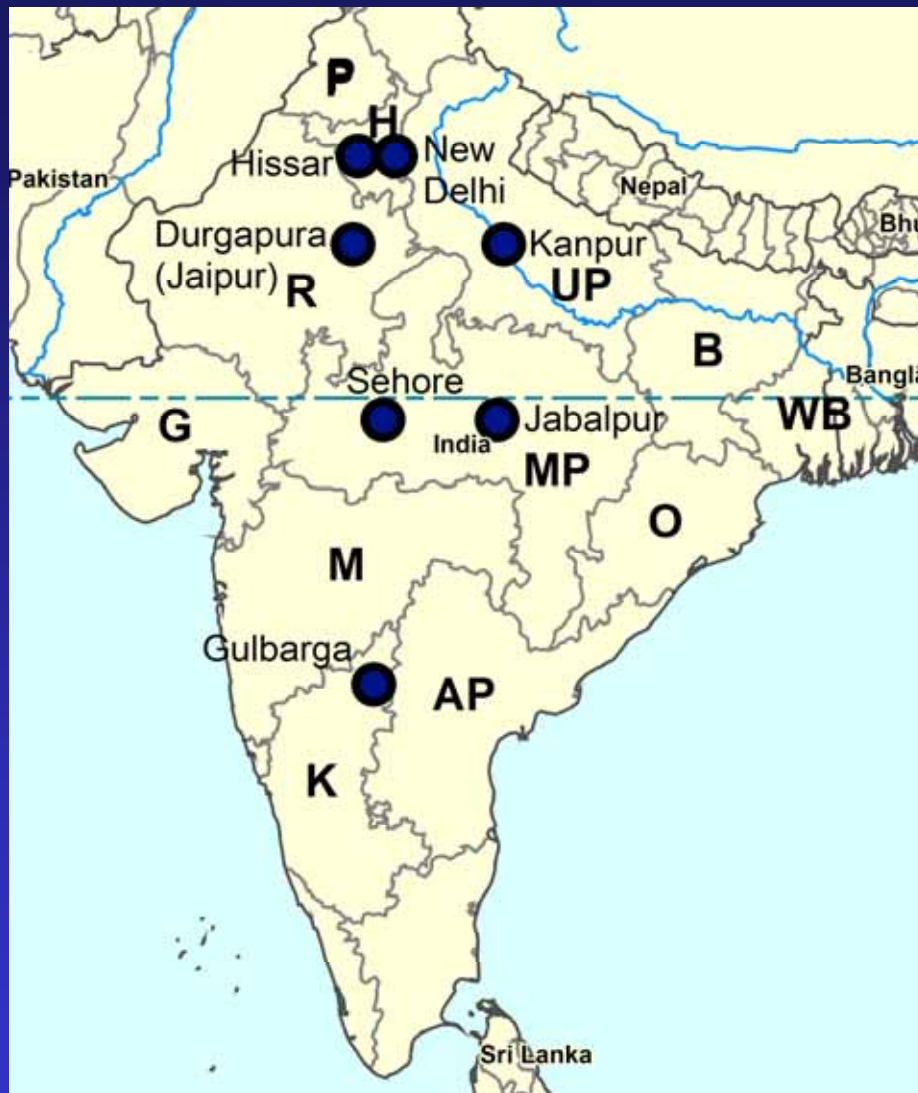 P
H
Hissar
New
Delhi
Pakistan
Nepal
Bhu
Durgapura
(Jaipur)
Kanpur
R
UP
B
Sehore
Bangla
G
Jabalpur
WB
India
MP
O
M
Gulbarga
AP
K
Sri Lanka